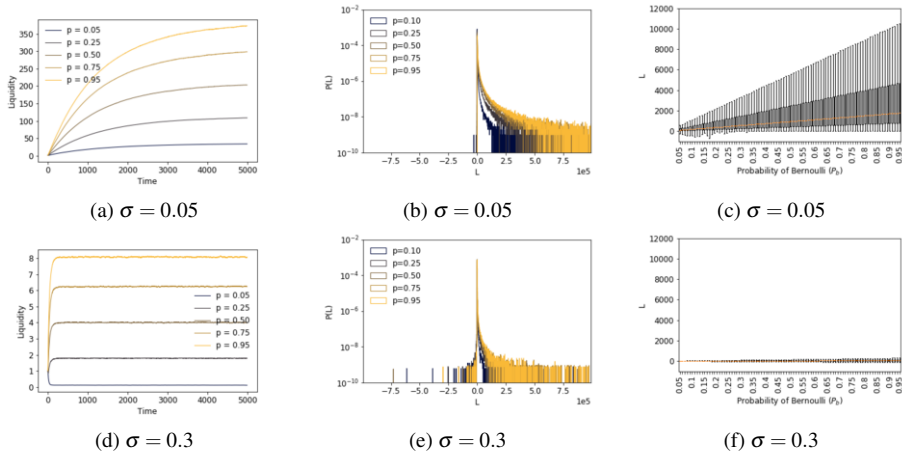 350
300
250
200
150
100
50
0
Liquidity
p = 0.05
p = 0.25
p = 0.50
p = 0.75
p = 0.95
0 1000 2000 3000 4000 5000
Time
(a) σ = 0.05
10⁻²
10⁻⁴
10⁻⁶
10⁻⁸
10⁻¹⁰
P(L)
p=0.10
p=0.25
p=0.50
p=0.75
p=0.95
−7.5 −5.0 −2.5 0.0 2.5 5.0 7.5
1e5
L
(b) σ = 0.05
12000
10000
8000
6000
4000
2000
0
L
0.05 0.1 0.15 0.2 0.25 0.3 0.35 0.4 0.45 0.5 0.55 0.6 0.65 0.7 0.75 0.8 0.85 0.9 0.95
Probability of Bernoulli (P_b)
(c) σ = 0.05
8
7
6
5
4
3
2
1
0
Liquidity
p = 0.05
p = 0.25
p = 0.50
p = 0.75
p = 0.95
0 1000 2000 3000 4000 5000
Time
(d) σ = 0.3
10⁻²
10⁻⁴
10⁻⁶
10⁻⁸
10⁻¹⁰
P(L)
p=0.10
p=0.25
p=0.50
p=0.75
p=0.95
−7.5 −5.0 −2.5 0.0 2.5 5.0 7.5
1e5
L
(e) σ = 0.3
12000
10000
8000
6000
4000
2000
0
L
0.05 0.1 0.15 0.2 0.25 0.3 0.35 0.4 0.45 0.5 0.55 0.6 0.65 0.7 0.75 0.8 0.85 0.9 0.95
Probability of Bernoulli (P_b)
(f) σ = 0.3